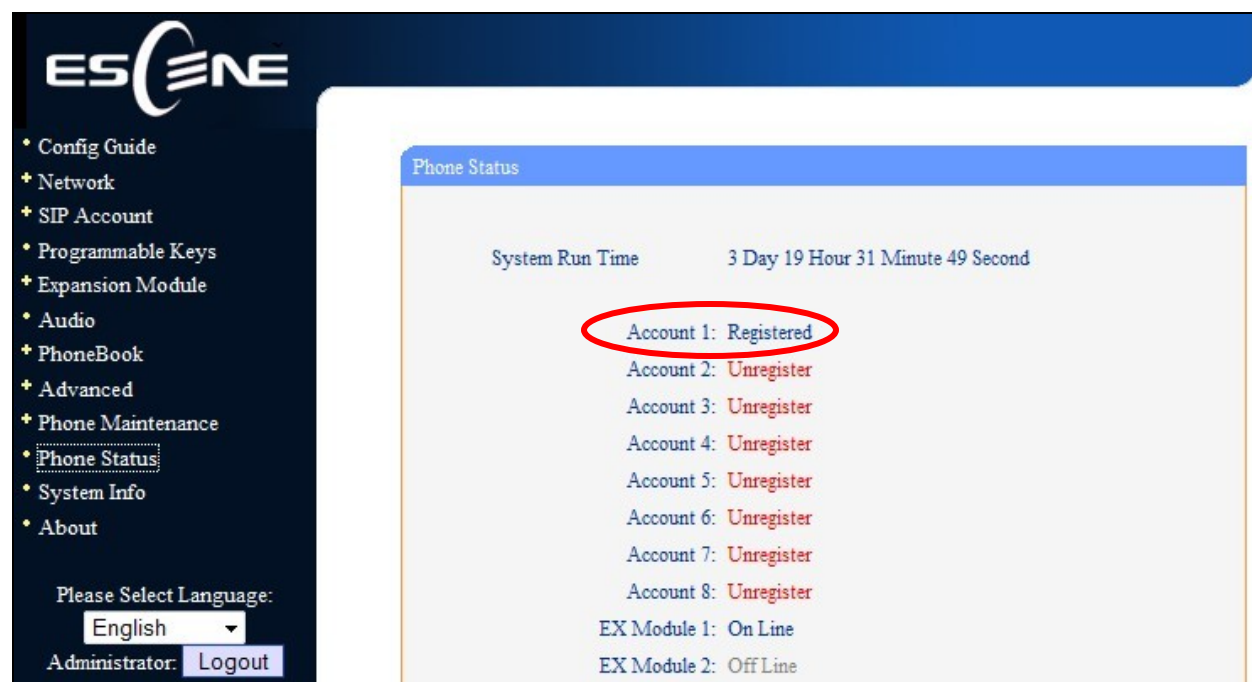 ESCENE
Config Guide
Network
SIP Account
Programmable Keys
Expansion Module
Audio
PhoneBook
Advanced
Phone Maintenance
Phone Status
System Info
About
Please Select Language:
English
Administrator: Logout
Phone Status
System Run Time 3 Day 19 Hour 31 Minute 49 Second
Account 1: Registered
Account 2: Unregister
Account 3: Unregister
Account 4: Unregister
Account 5: Unregister
Account 6: Unregister
Account 7: Unregister
Account 8: Unregister
EX Module 1: On Line
EX Module 2: Off Line